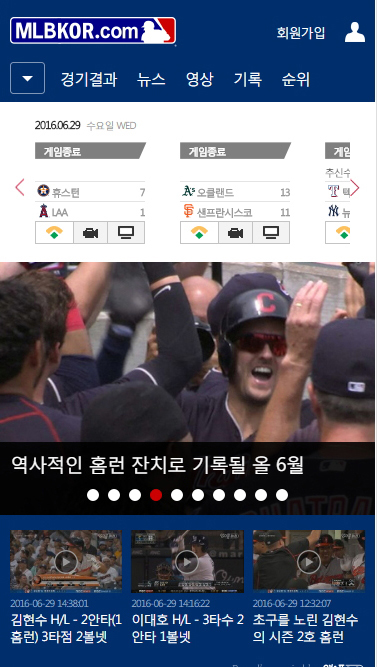 MLBKOR.com
회원가입
경기결과 뉴스 영상 기록 순위
2016.06.29 수요일 WED
게임종료 게임종료
추신수
휴스턴 7 오클랜드 13
LAA 1 샌프란시스코 11 뉴
C
역사적인 홈런 잔치로 기록될 올 6월
2016-06-29 14:38:01 2016-06-29 14:16:22 2016-06-29 12:32:07
김현수 H/L - 2안타(1 이대호 H/L - 3타수 2 초구를 노린 김현수
홈런) 3타점 2볼넷 안타 1볼넷 의 시즌 2호 홈런